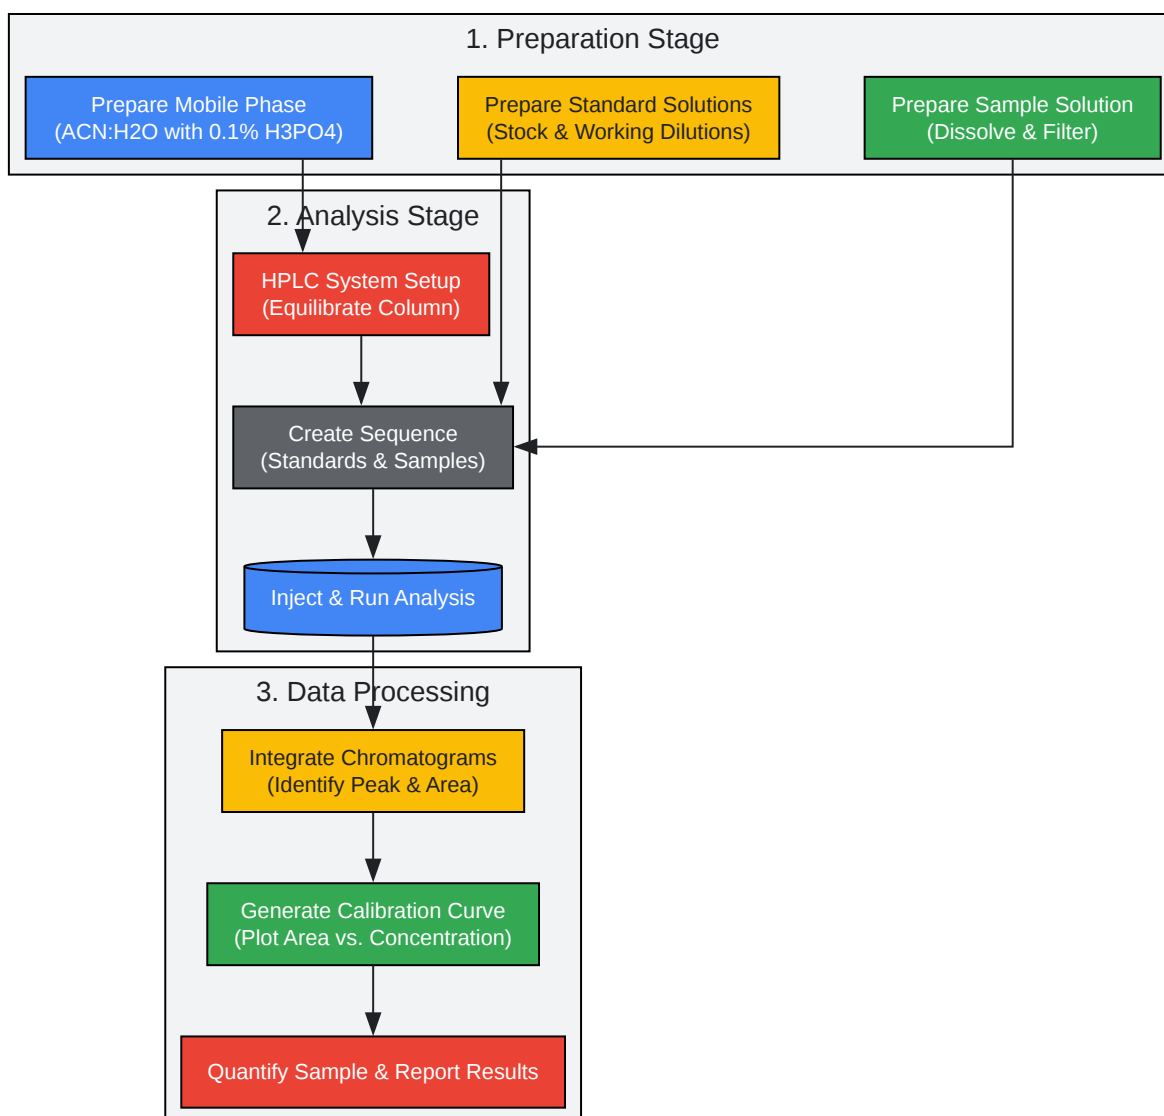 1. Preparation Stage
Prepare Mobile Phase
(ACN:H2O with 0.1% H3PO4)
Prepare Standard Solutions
(Stock & Working Dilutions)
Prepare Sample Solution
(Dissolve & Filter)
2. Analysis Stage
HPLC System Setup
(Equilibrate Column)
Create Sequence
(Standards & Samples)
Inject & Run Analysis
3. Data Processing
Integrate Chromatograms
(Identify Peak & Area)
Generate Calibration Curve
(Plot Area vs. Concentration)
Quantify Sample & Report Results